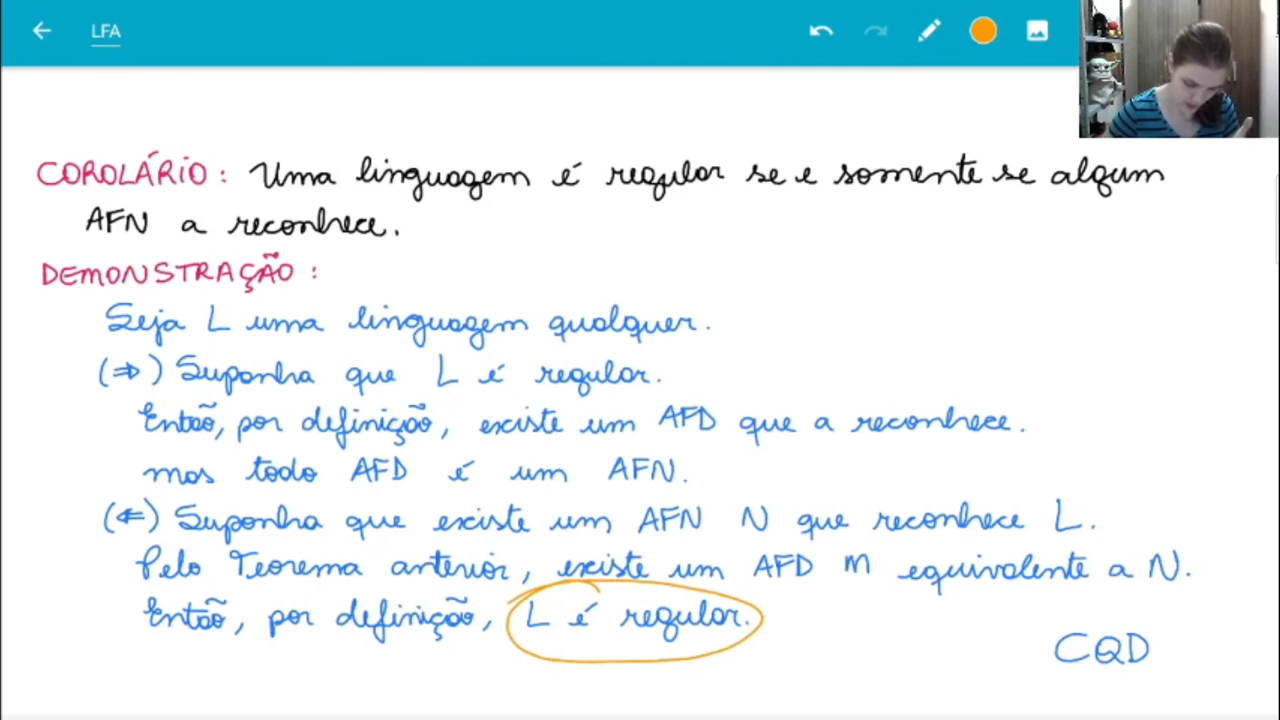 LFA
COROLÁRIO: Uma linguagem é regular se e somente se algum
AFN a reconhece.
DEMONSTRAÇÃO:
Seja L uma linguagem qualquer.
(⇒) Suponha que L é regular.
Então, por definição, existe um AFD que a reconhece.
mas todo AFD é um AFN.
(⇐) Suponha que existe um AFN N que reconhece L.
Pelo Teorema anterior, existe um AFD M equivalente a N.
Então, por definição, L é regular.
CQD